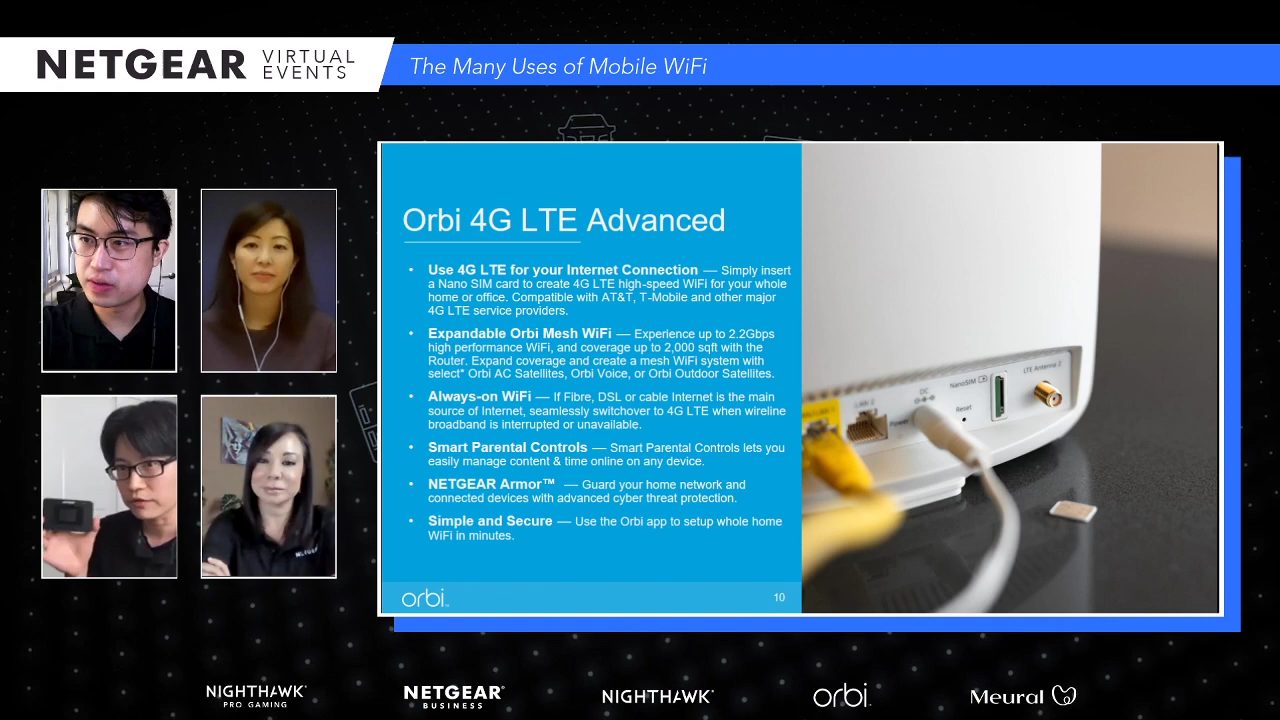 NETGEAR VIRTUAL EVENTS
The Many Uses of Mobile WiFi
Orbi 4G LTE Advanced
• Use 4G LTE for your Internet Connection — Simply insert
a Nano SIM card to create 4G LTE high-speed WiFI for your whole
home or office. Compatible with AT&T, T-Mobile and other major
4G LTE service providers.
• Expandable Orbi Mesh WiFi — Experience up to 2.2Gbps
high performance WiFi, and coverage up to 2,000 sqft with the
Router. Expand coverage and create a mesh WiFi system with
select* Orbi AC Satellites, Orbi Voice, or Orbi Outdoor Satellites.
• Always-on WiFi — If Fibre, DSL or cable Internet is the main
source of Internet, seamlessly switchover to 4G LTE when wireline
broadband is interrupted or unavailable.
• Smart Parental Controls — Smart Parental Controls lets you
easily manage content & time online on any device.
• NETGEAR Armor™ — Guard your home network and
connected devices with advanced cyber threat protection.
• Simple and Secure — Use the Orbi app to setup whole home
WiFi in minutes.
orbi
10
LAN 2
Power
DC
Reset
NanoSIM
LTE Antenna 2
NIGHTHAWK PRO GAMING
NETGEAR® BUSINESS
NIGHTHAWK®
orbi
Meural